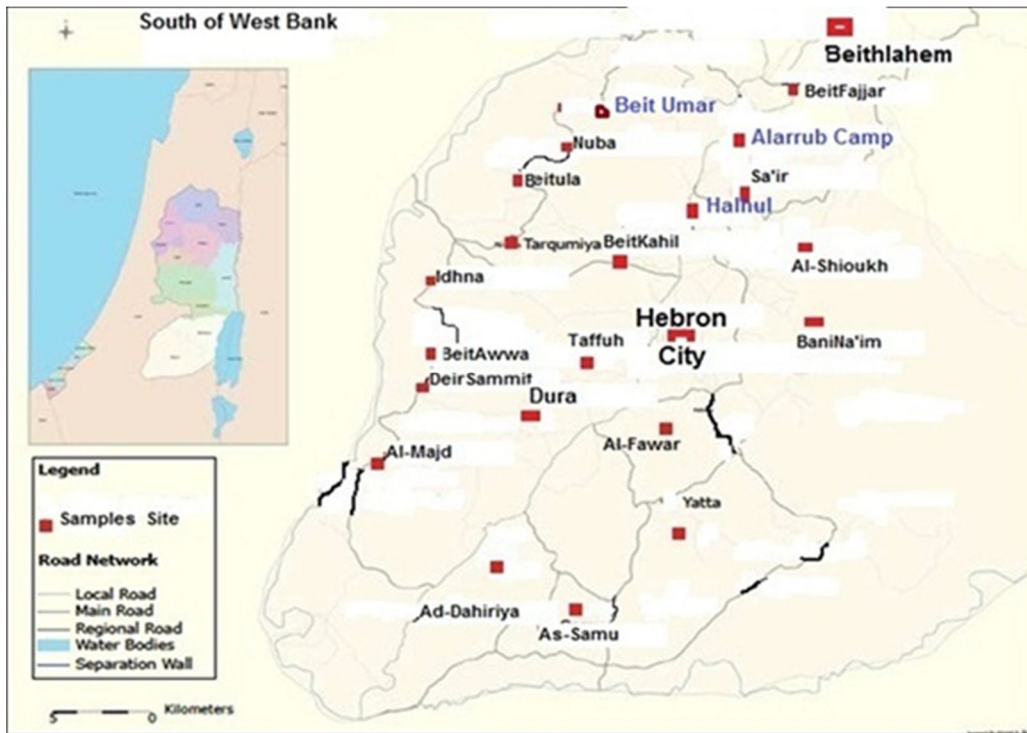 South of West Bank
Beithlahem
BeitFajjar
Beit Umar
Alarrub Camp
Nuba
Sa'ir
Beitula
Halhul
Tarqumiya
BeitKahil
Al-Shioukh
Idhna
Hebron
City
Taffuh
BaniNa'im
BeitAwwa
DeirSammit
Dura
Al-Fawar
Al-Majd
Yatta
Ad-Dahiriya
As-Samu
Legend
Samples Site
Road Network
Local Road
Main Road
Regional Road
Water Bodies
Separation Wall
5 0 Kilometers